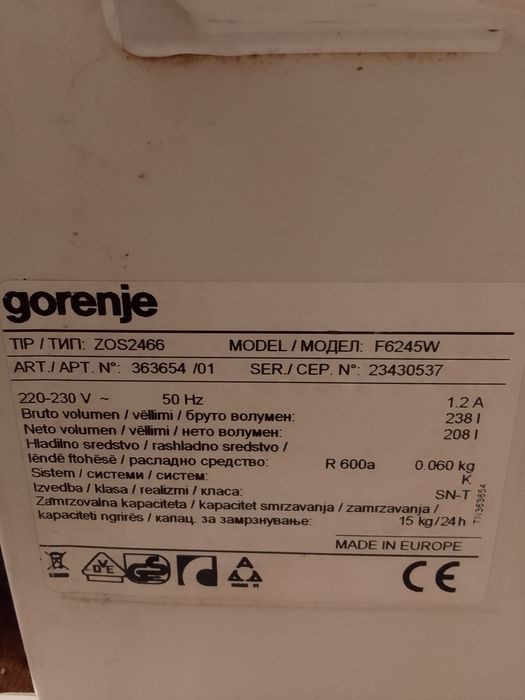 gorenje
TIP / ТИП: ZOS2466 MODEL / МОДЕЛ: F6245W
ART./ АРТ. N°: 363654 /01 SER./ СЕР. N°: 23430537
220-230 V ~ 50 Hz 1.2 A
Bruto volumen / vëllimi / бруто волумен: 238 l
Neto volumen / vëllimi / нето волумен: 208 l
Hladilno sredstvo / rashladno sredstvo /
lëndë ftohësë / расладно средство: R 600a 0.060 kg
Sistem / системи / систем: K
Izvedba / klasa / realizmi / класа: SN-T
Zamrzovalna kapaciteta / kapacitet smrzavanja / zamrzavanja /
kapaciteti ngrirës / капац. за замрзнување: 15 kg/24h
TN363654
MADE IN EUROPE
DVE
GS
CE